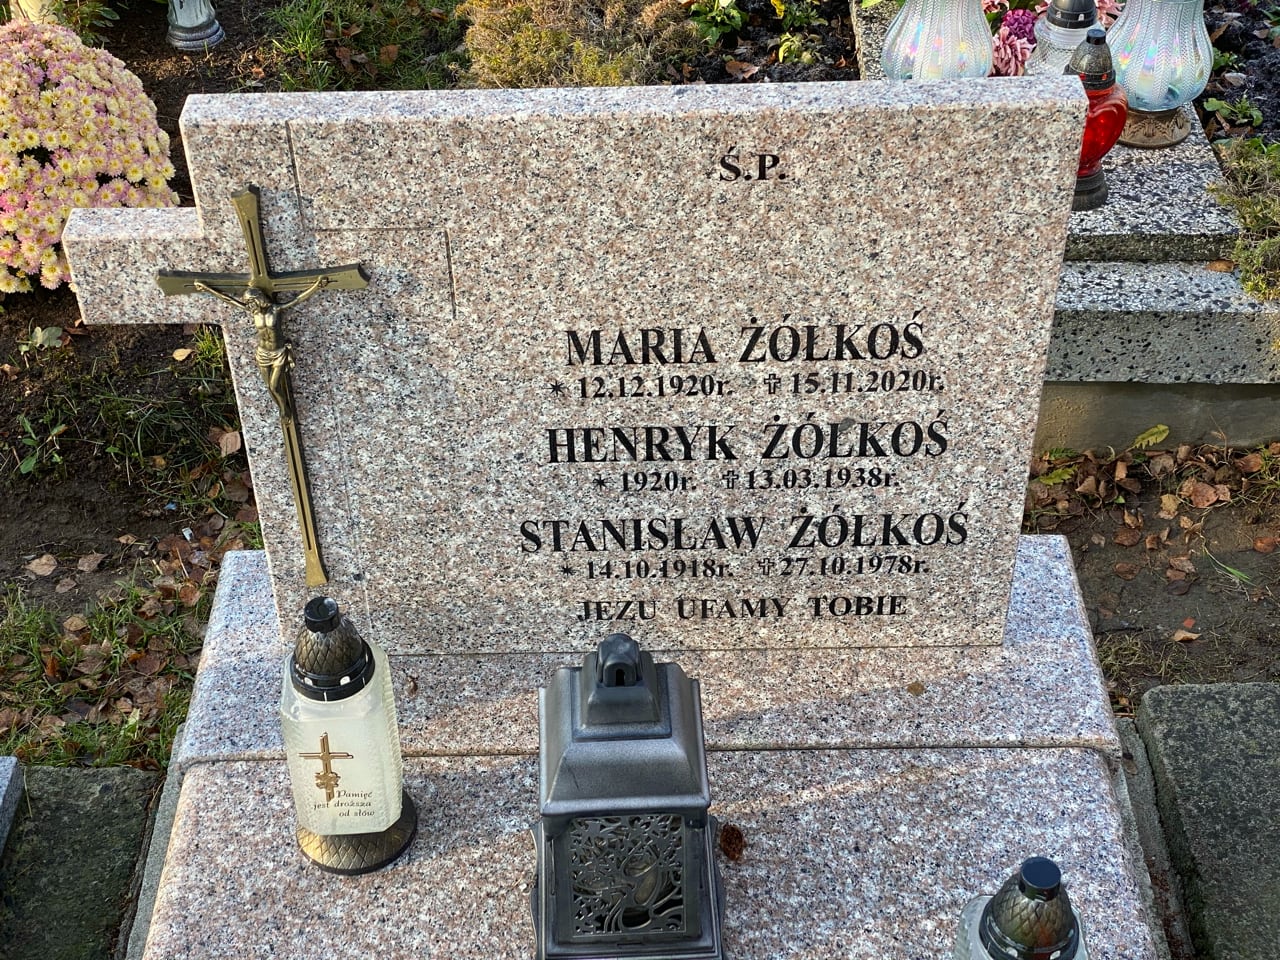 Ś.P.
MARIA ŻÓŁKOŚ
* 12.12.1920r. ✝ 15.11.2020r.
HENRYK ŻÓŁKOŚ
* 1920r. ✝ 13.03.1938r.
STANISŁAW ŻÓŁKOŚ
* 14.10.1918r. ✝ 27.10.1978r.
JEZU UFAMY TOBIE
Pamięć
jest droższa
od słów